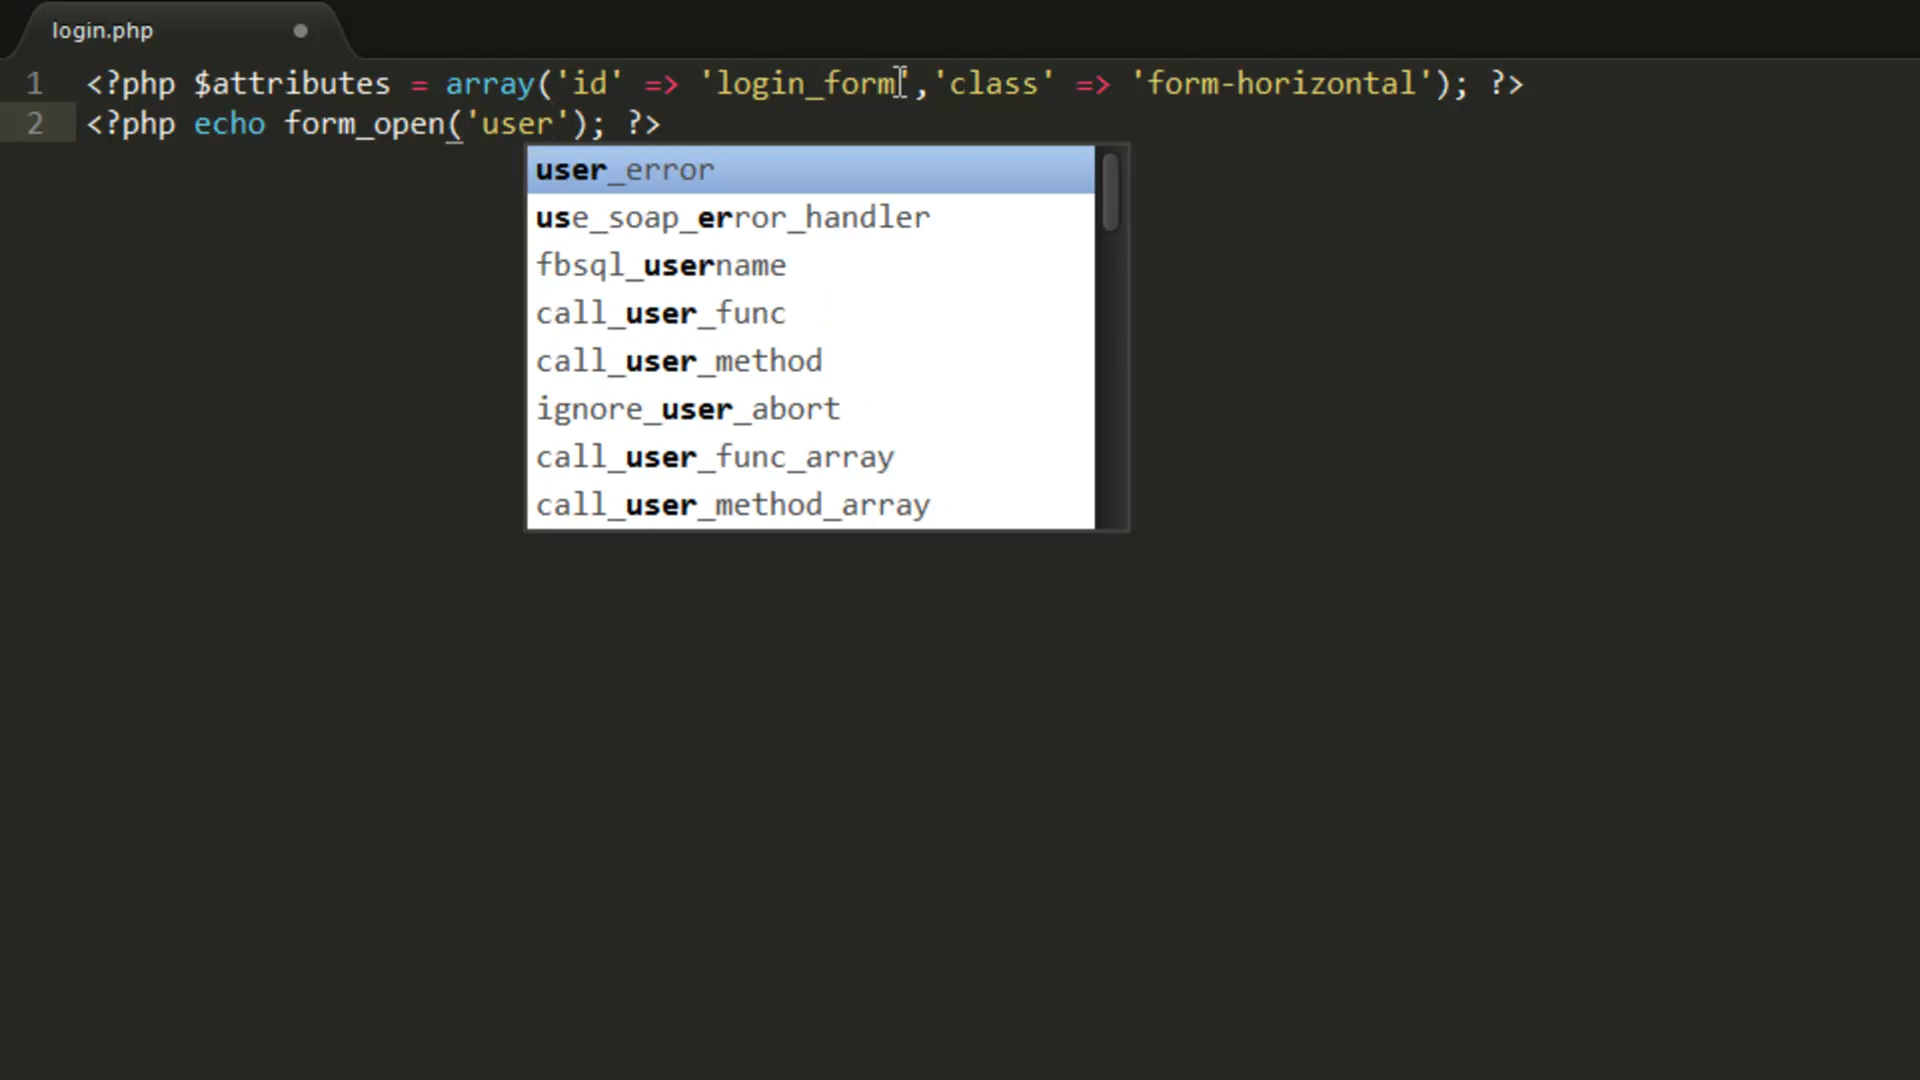 login.php
1 <?php $attributes = array('id' => 'login_form','class' => 'form-horizontal'); ?>
2 <?php echo form_open('user'); ?>
user_error
use_soap_error_handler
fbsql_username
call_user_func
call_user_method
ignore_user_abort
call_user_func_array
call_user_method_array